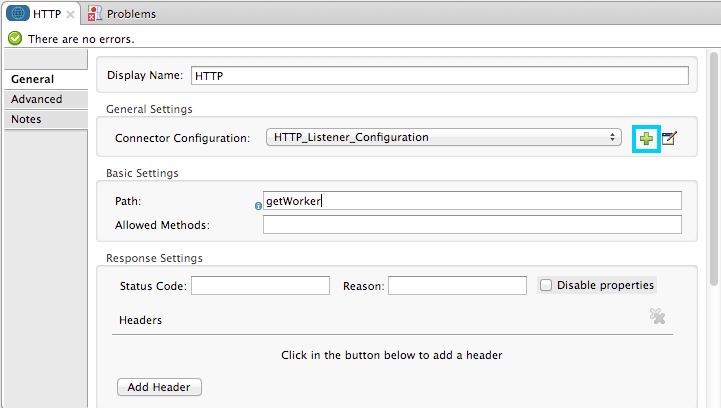 HTTP Problems
There are no errors.
General
Advanced
Notes
Display Name: HTTP
General Settings
Connector Configuration: HTTP_Listener_Configuration
Basic Settings
Path: getWorker
Allowed Methods:
Response Settings
Status Code: Reason: Disable properties
Headers
Click in the button below to add a header
Add Header